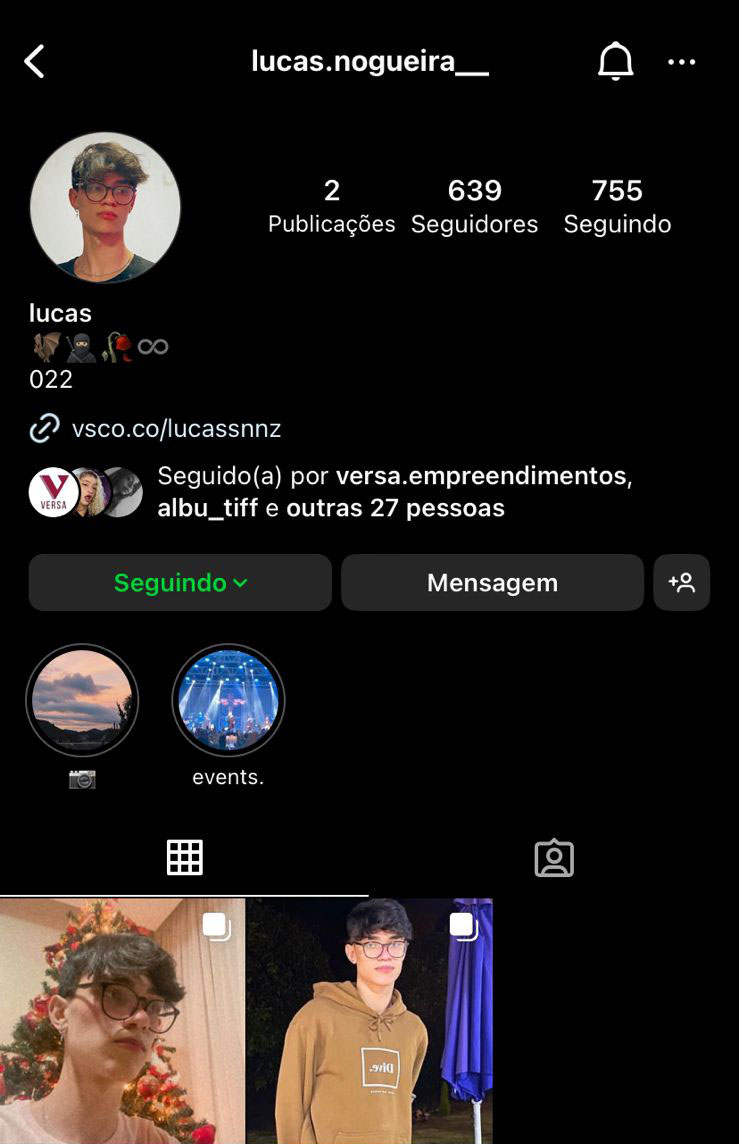 lucas.nogueira__
2 639 755
Publicações Seguidores Seguindo
lucas
022
vsco.co/lucassnnz
VERSA
Seguido(a) por versa.empreendimentos,
albu_tiff e outras 27 pessoas
Seguindo Mensagem
events.
Dive.